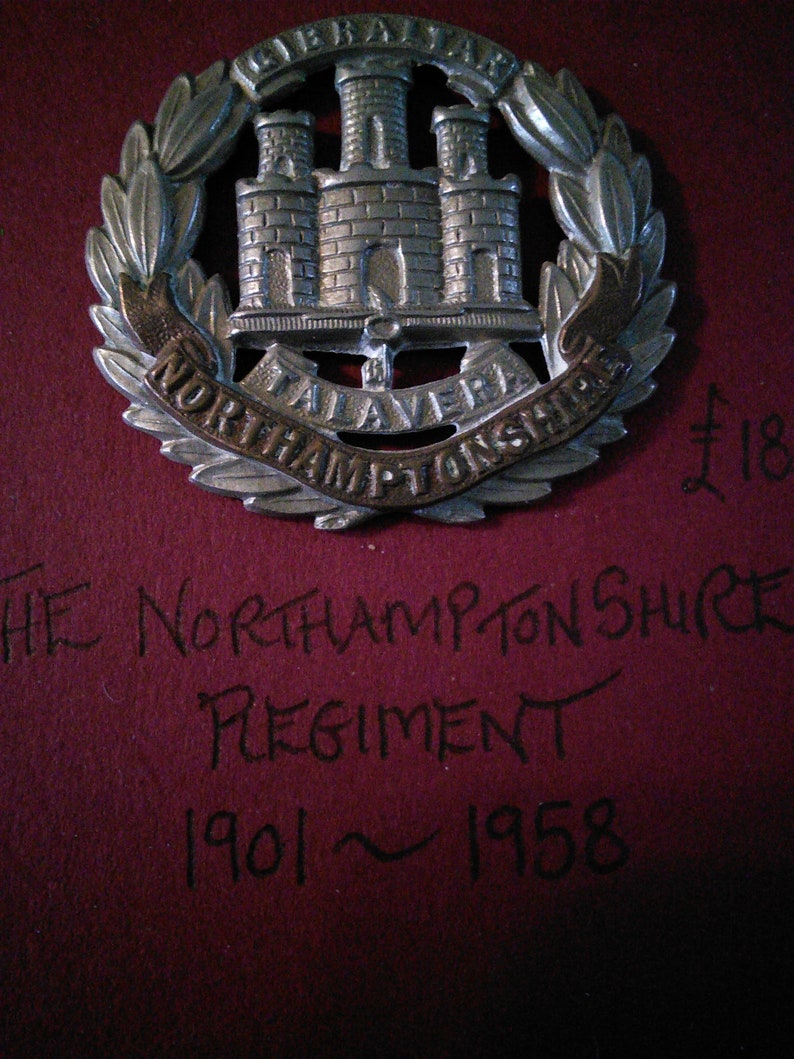 GIBRALTAR
TALAVERA
NORTHAMPTONSHIRE
£18
THE NORTHAMPTONSHIRE
REGIMENT
1901 ~ 1958